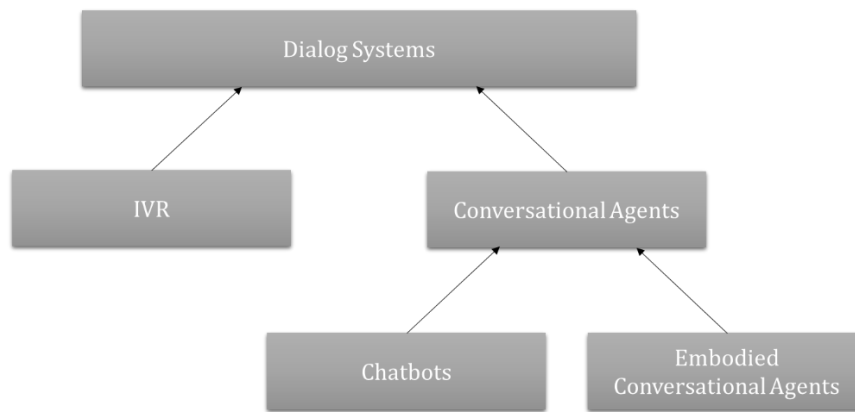 Dialog Systems
IVR
Conversational Agents
Chatbots
Embodied
Conversational Agents